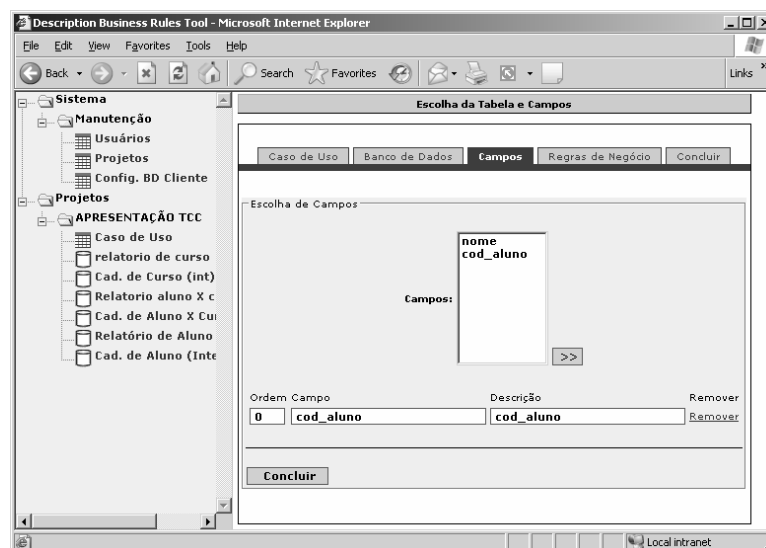 Description Business Rules Tool - Microsoft Internet Explorer
File Edit View Favorites Tools Help
Back Search Favorites Links »
Sistema
Manutenção
Usuários
Projetos
Config. BD Cliente
Projetos
APRESENTAÇÃO TCC
Caso de Uso
relatorio de curso
Cad. de Curso (int)
Relatorio aluno X c
Cad. de Aluno X Cu
Relatório de Aluno
Cad. de Aluno (Inte
Escolha da Tabela e Campos
Caso de Uso Banco de Dados Campos Regras de Negócio Concluir
Escolha de Campos
nome
cod_aluno
Campos:
>>
Ordem Campo Descrição Remover
0 cod_aluno cod_aluno Remover
Concluir
Local intranet